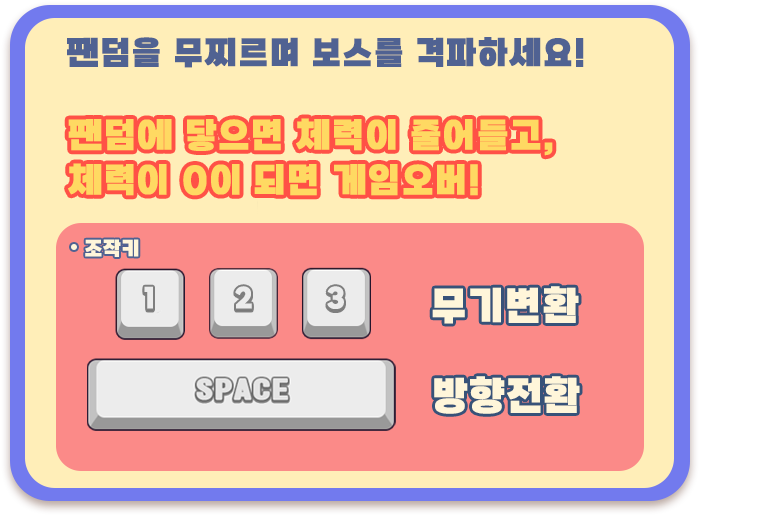 팬덤을 무찌르며 보스를 격파하세요!
팬덤에 닿으면 체력이 줄어들고,
체력이 0이 되면 게임오버!
• 조작키
1 2 3 무기변환
SPACE 방향전환